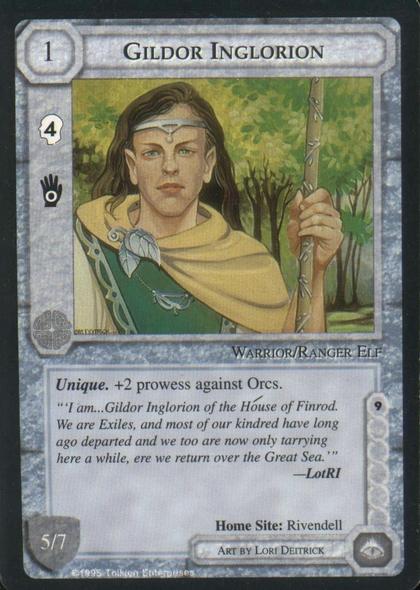 1
GILDOR INGLORION
4
WARRIOR/RANGER ELF
Unique. +2 prowess against Orcs.
“‘I am...Gildor Inglorion of the House of Finrod.
We are Exiles, and most of our kindred have long
ago departed and we too are now only tarrying
here a while, ere we return over the Great Sea.’”
—LotRI
9
Home Site: Rivendell
5/7
ART BY LORI DEITRICK
©1995 Tolkien Enterprises